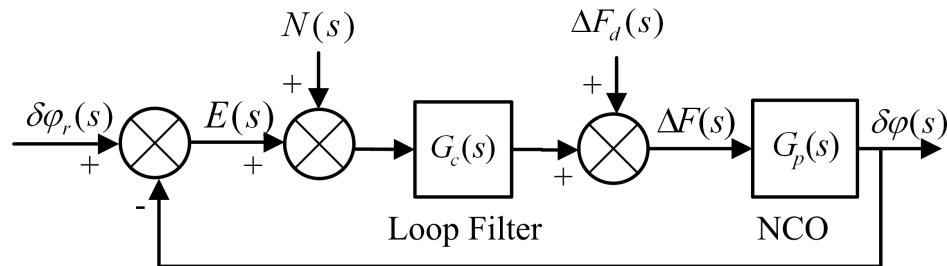 N(s)
ΔF_d(s)
+
+
δφ_r(s)
E(s)
G_c(s)
ΔF(s)
G_p(s)
δφ(s)
+
+
+
-
Loop Filter
NCO